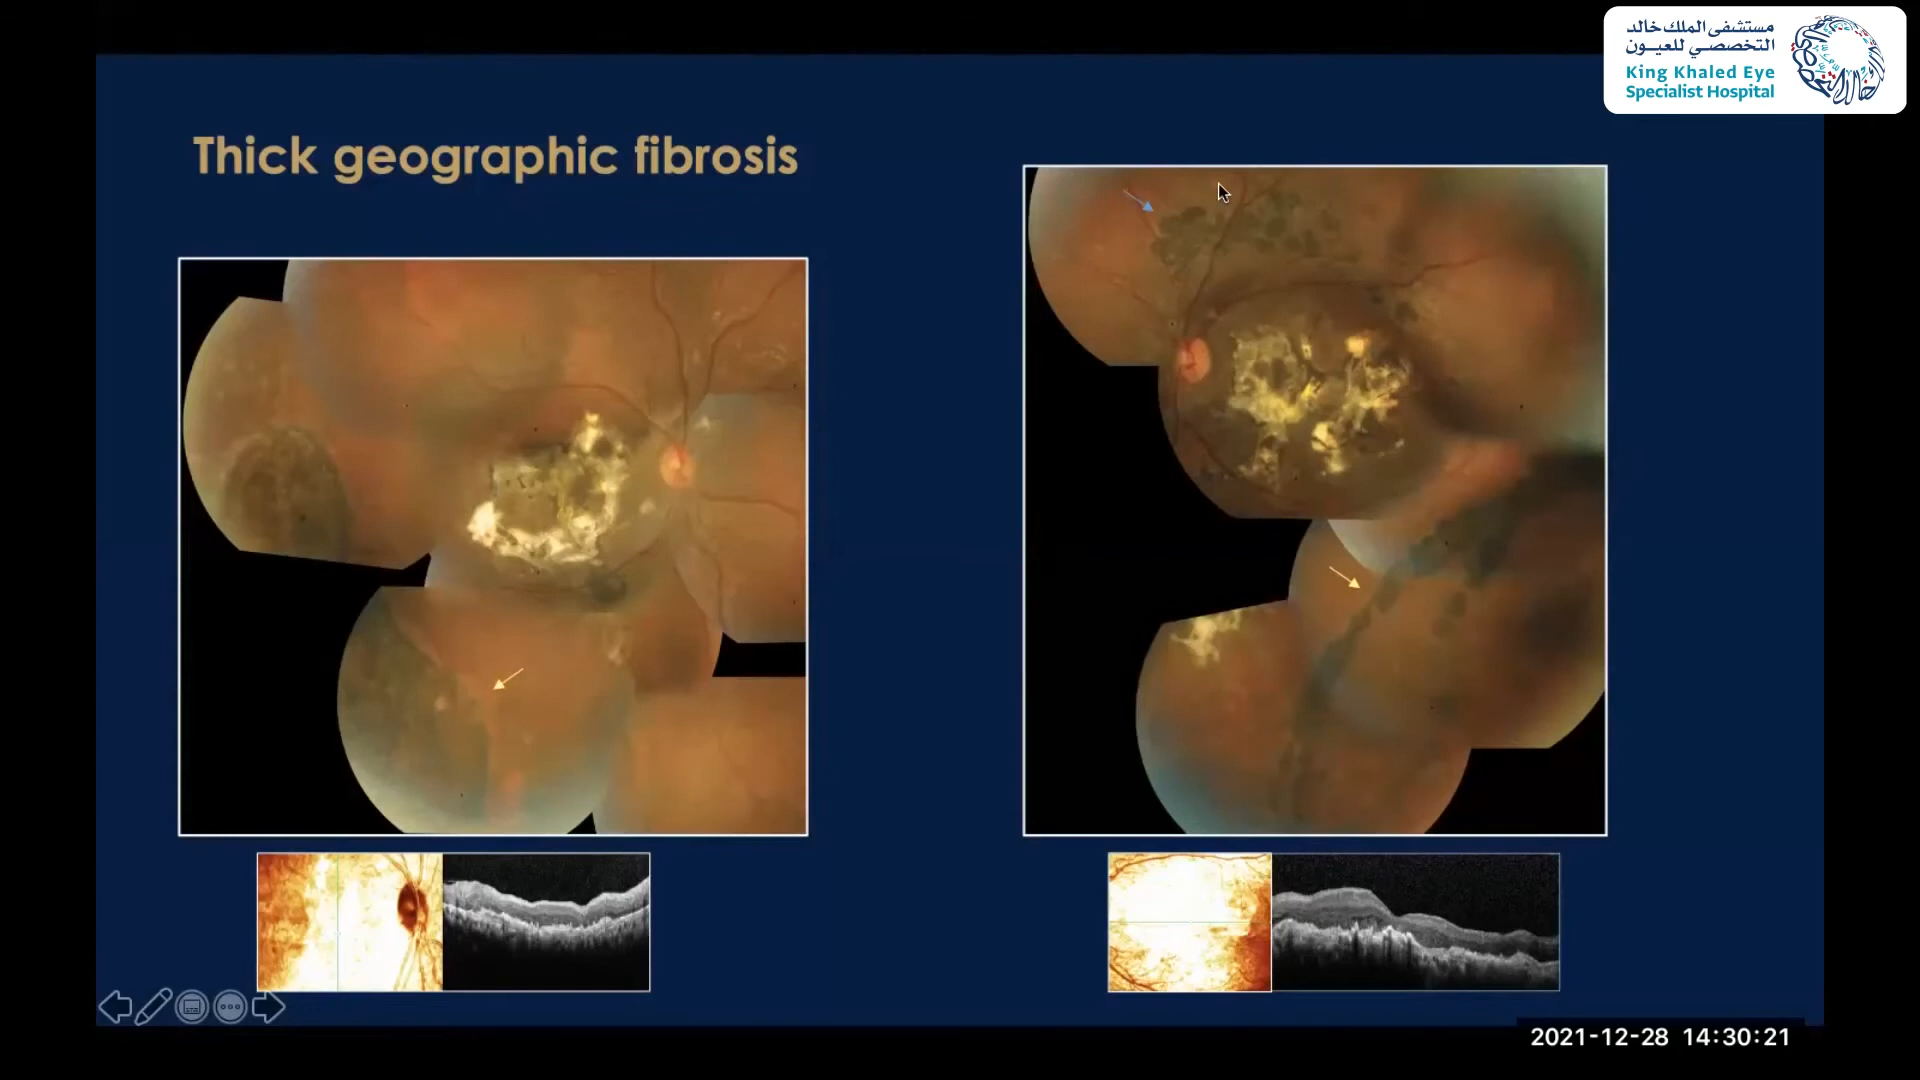 مستشفى الملك خالد
التخصصي للعيون
King Khaled Eye
Specialist Hospital
Thick geographic fibrosis
2021-12-28 14:30:21